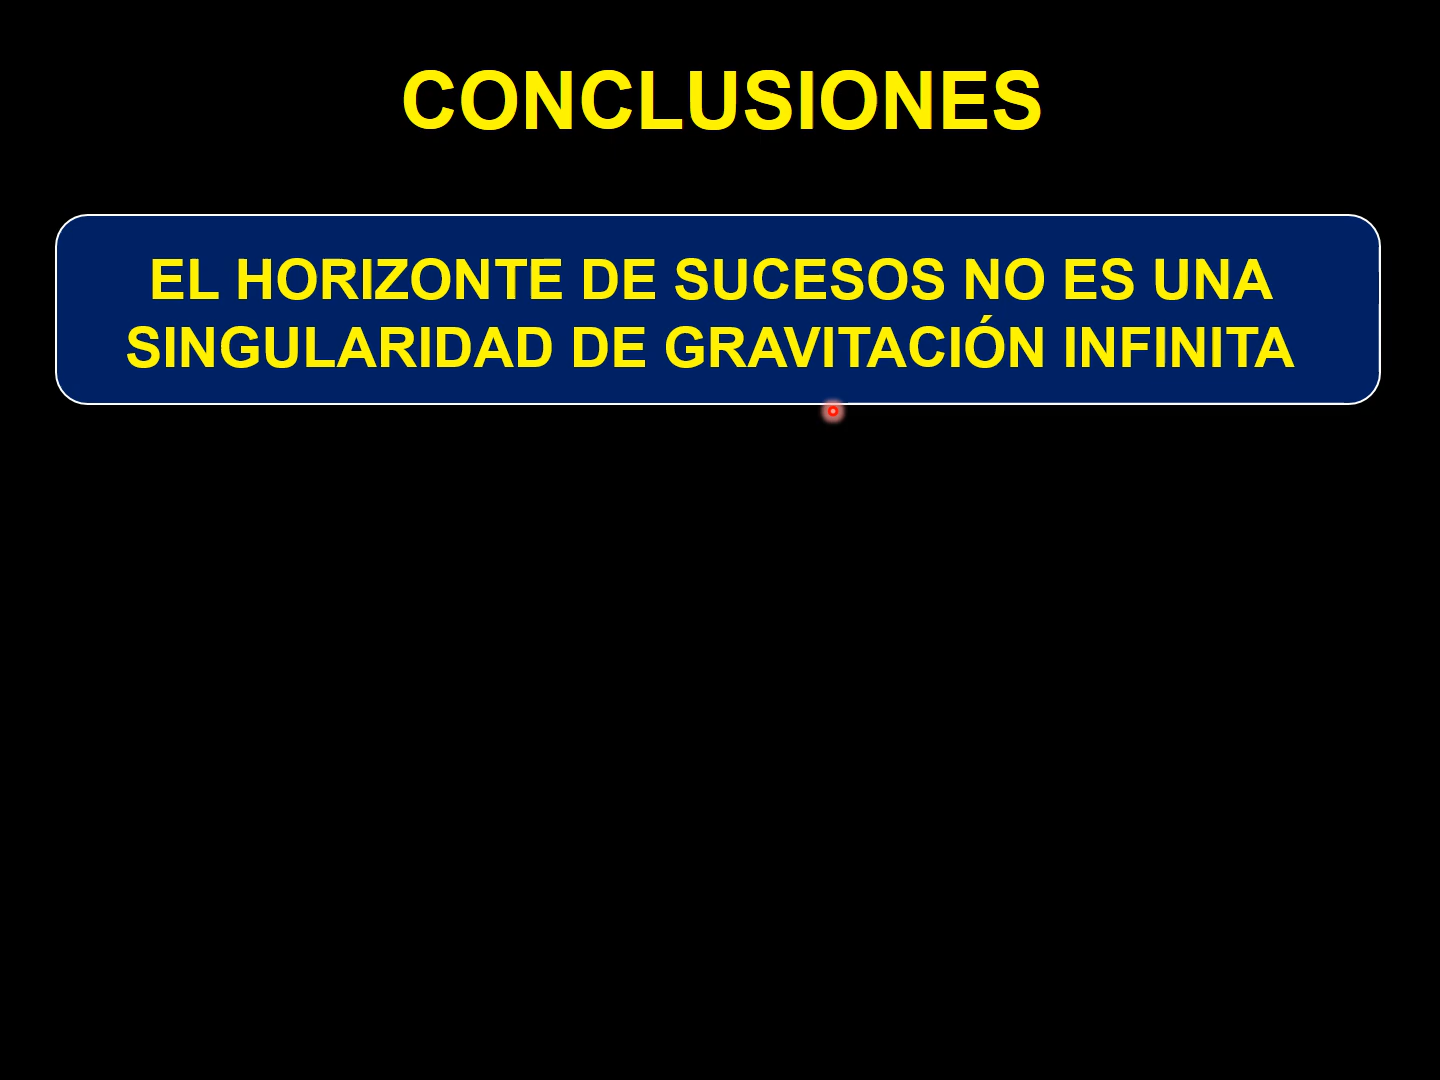 CONCLUSIONES
EL HORIZONTE DE SUCESOS NO ES UNA
SINGULARIDAD DE GRAVITACIÓN INFINITA